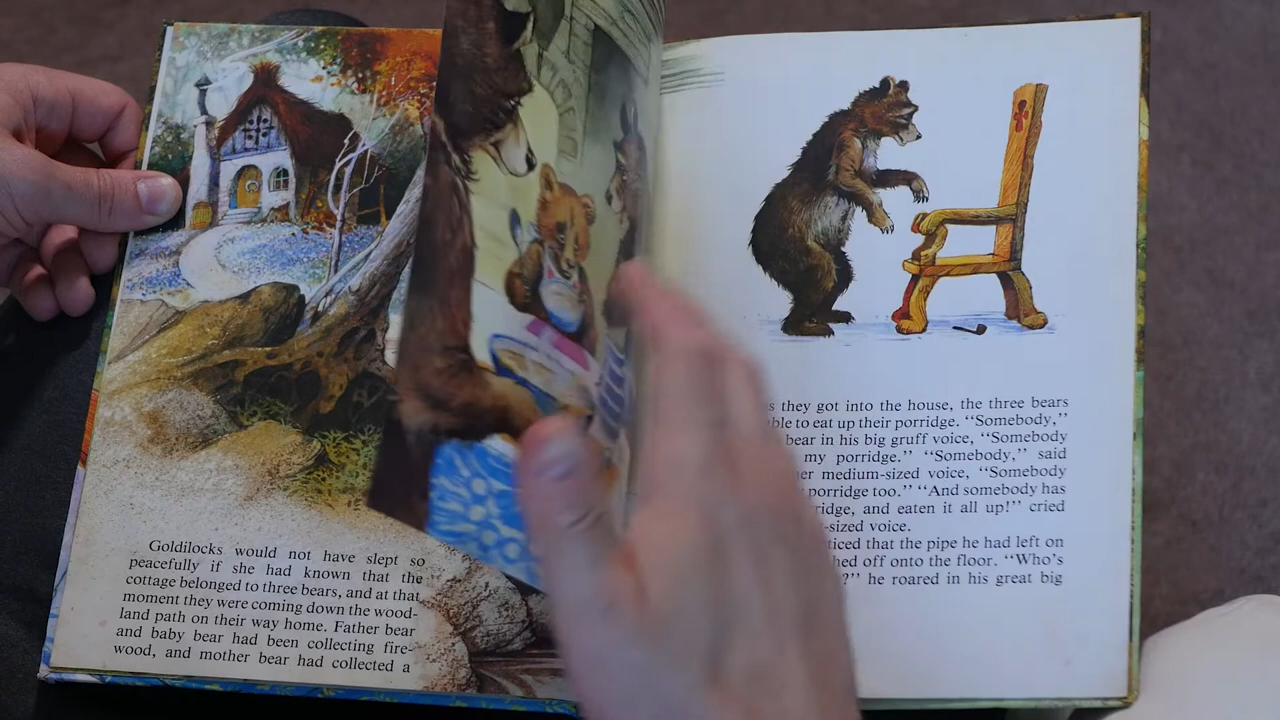 Goldilocks would not have slept so
peacefully if she had known that the
cottage belonged to three bears, and at that
moment they were coming down the wood-
land path on their way home. Father bear
and baby bear had been collecting fire-
wood, and mother bear had collected a
they got into the house, the three bears
to eat up their porridge. “Somebody,”
bear in his big gruff voice, “Somebody
my porridge.” “Somebody,” said
medium-sized voice, “Somebody
porridge too.” “And somebody has
and eaten it all up!” cried
-sized voice.
that the pipe he had left on
off onto the floor. “Who’s
?” he roared in his great big